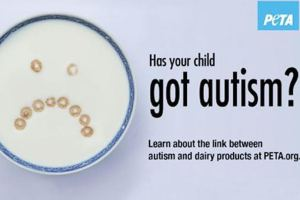 PeTA
Has your child
got autism?
Learn about the link between
autism and dairy products at PETA.org.